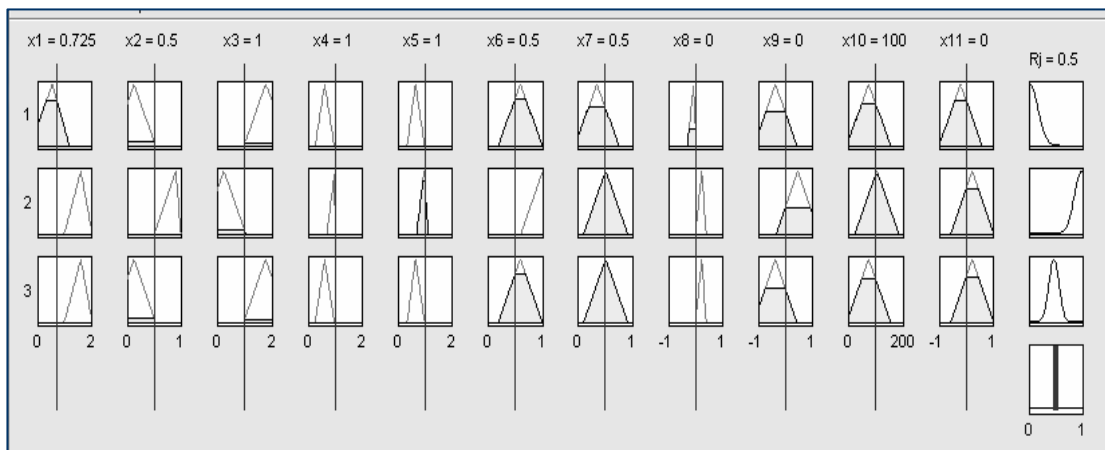 x1 = 0.725 x2 = 0.5 x3 = 1 x4 = 1 x5 = 1 x6 = 0.5 x7 = 0.5 x8 = 0 x9 = 0 x10 = 100 x11 = 0
Rj = 0.5
1
2
3
0 2 0 1 0 2 0 2 0 2 0 1 0 1 -1 1 -1 1 0 200 -1 1
0 1